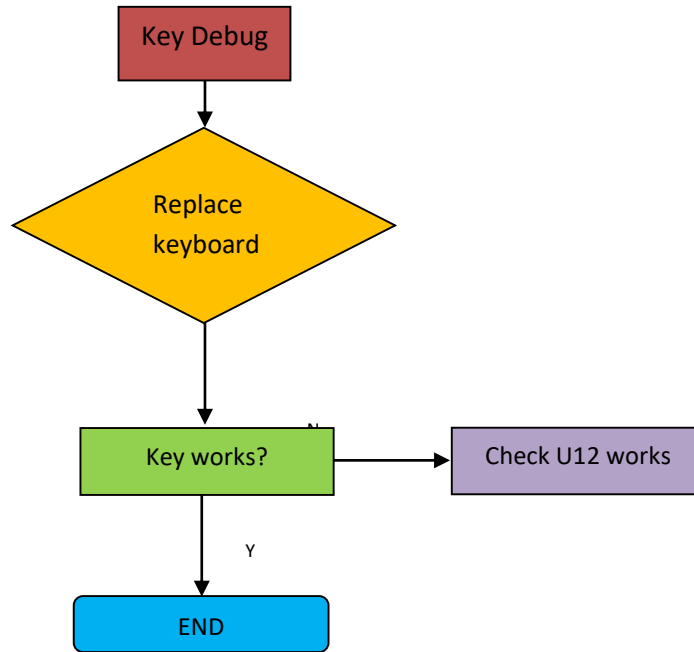 Key Debug
Replace
keyboard
N
Key works?
Check U12 works
Y
END